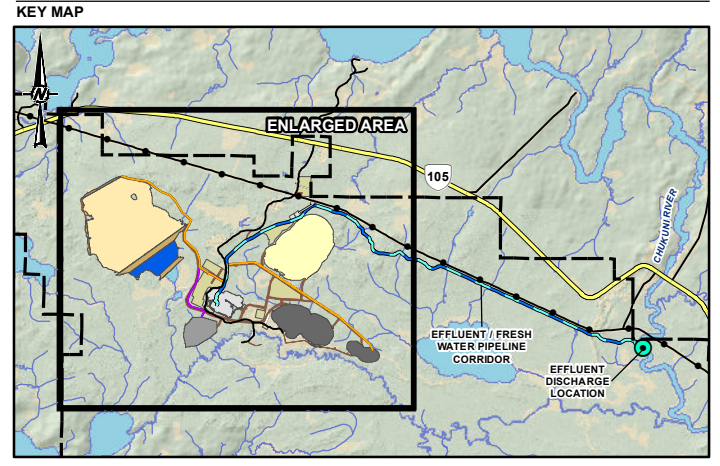 KEY MAP
N
ENLARGED AREA
105
CHUKUNI RIVER
EFFLUENT / FRESH
WATER PIPELINE
CORRIDOR
EFFLUENT
DISCHARGE
LOCATION